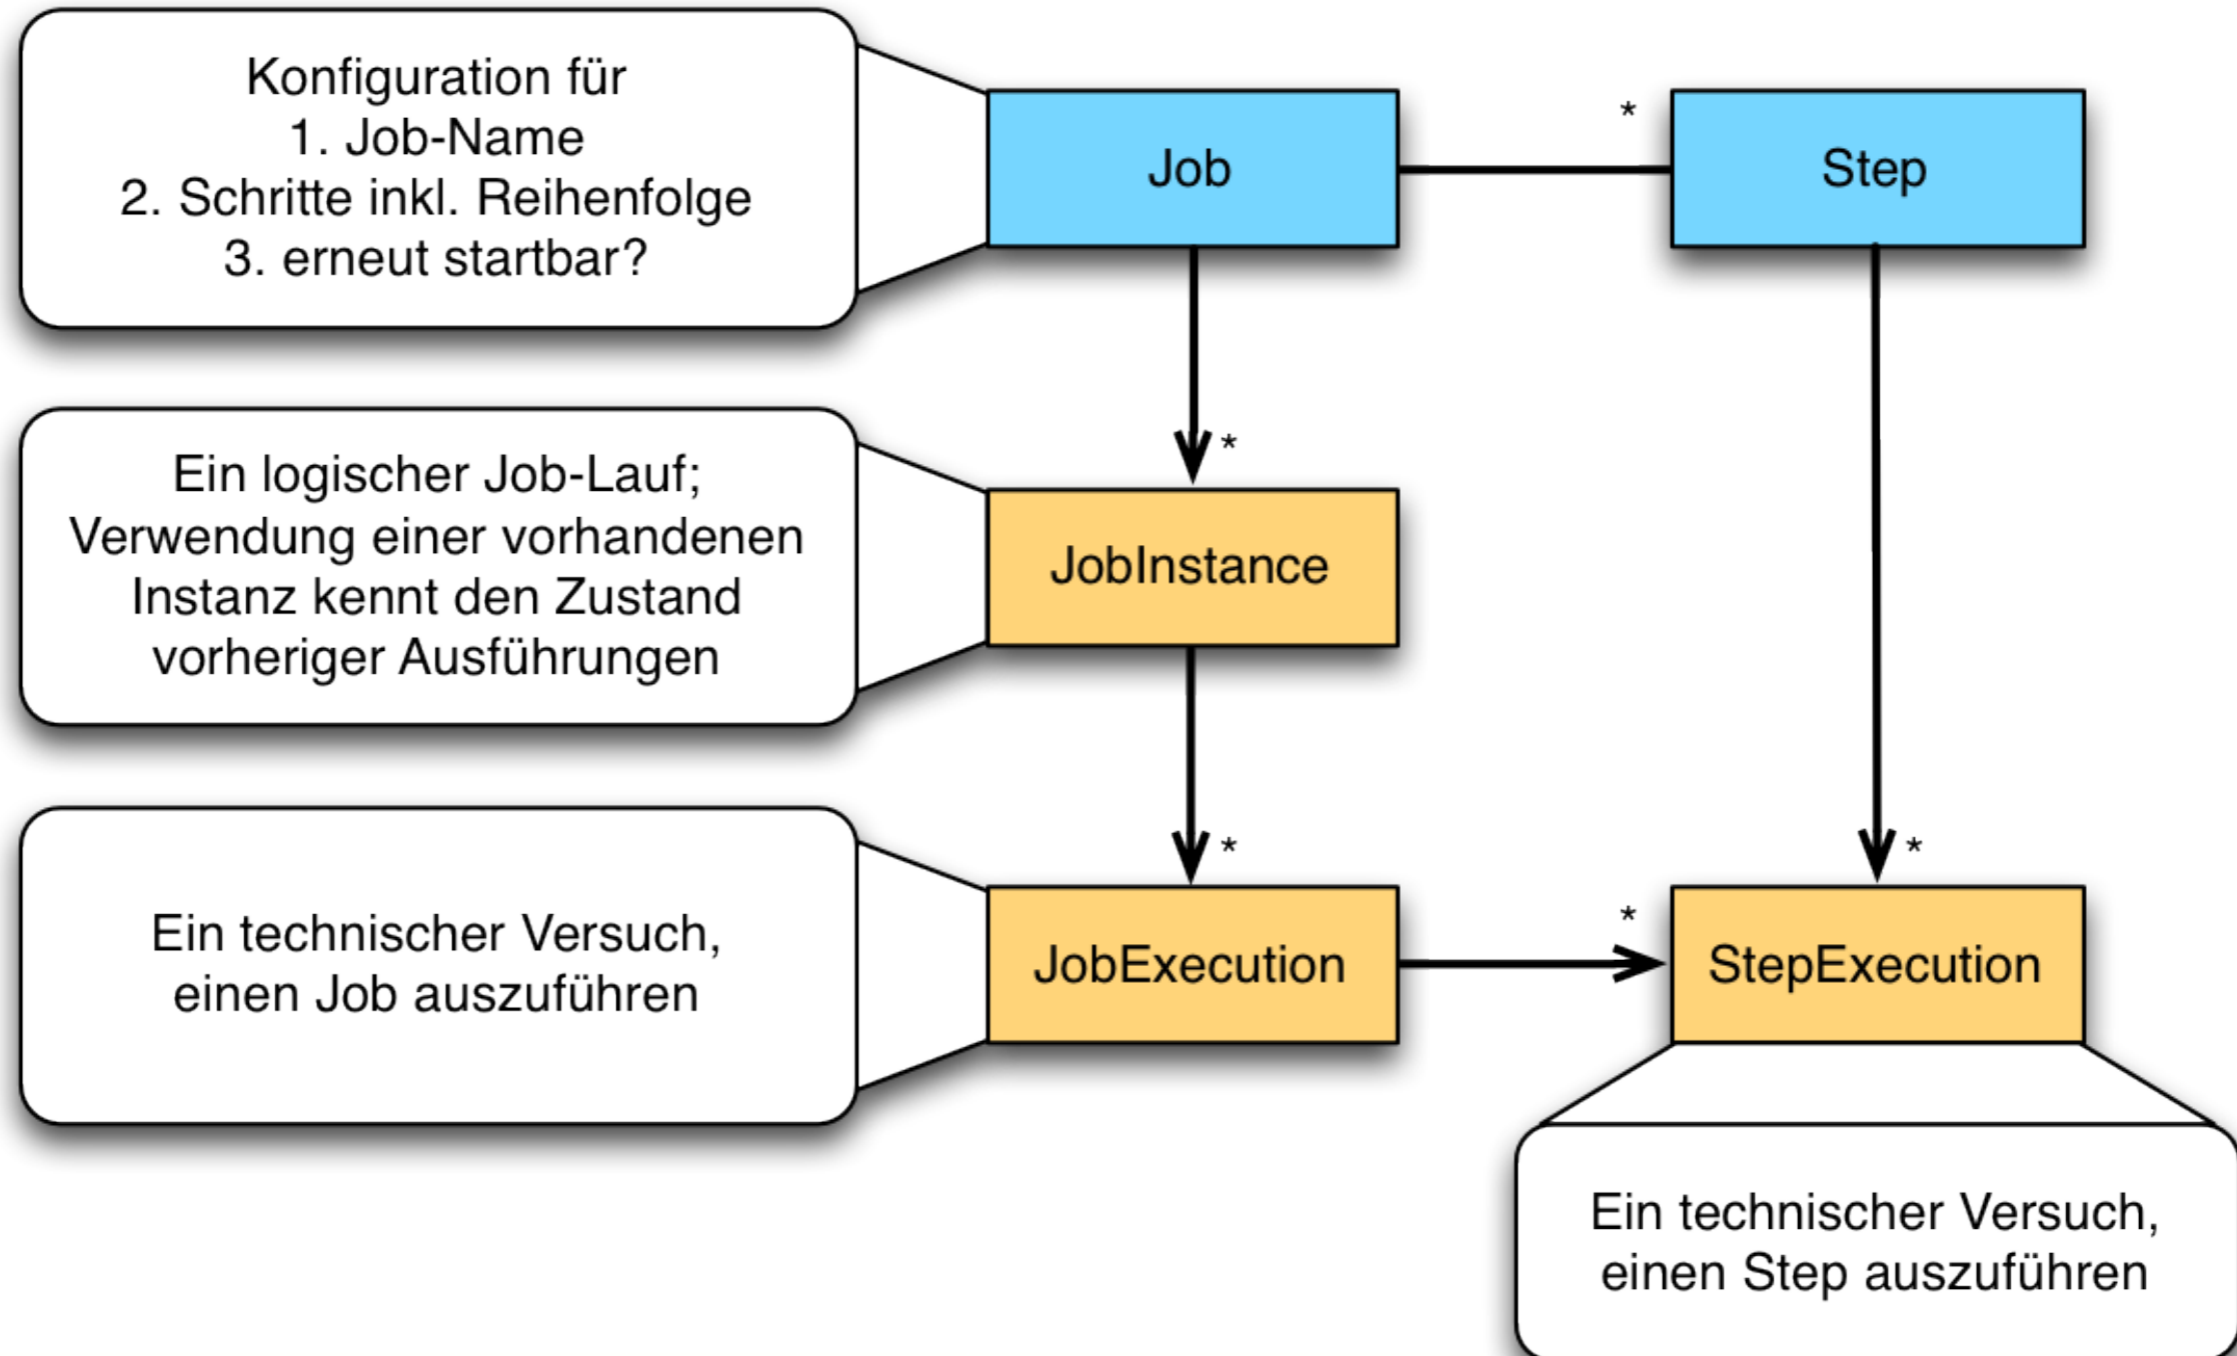 Konfiguration für
1. Job-Name
2. Schritte inkl. Reihenfolge
3. erneut startbar?
Job
*
Step
*
Ein logischer Job-Lauf;
Verwendung einer vorhandenen
Instanz kennt den Zustand
vorheriger Ausführungen
JobInstance
*
*
Ein technischer Versuch,
einen Job auszuführen
JobExecution
*
StepExecution
Ein technischer Versuch,
einen Step auszuführen